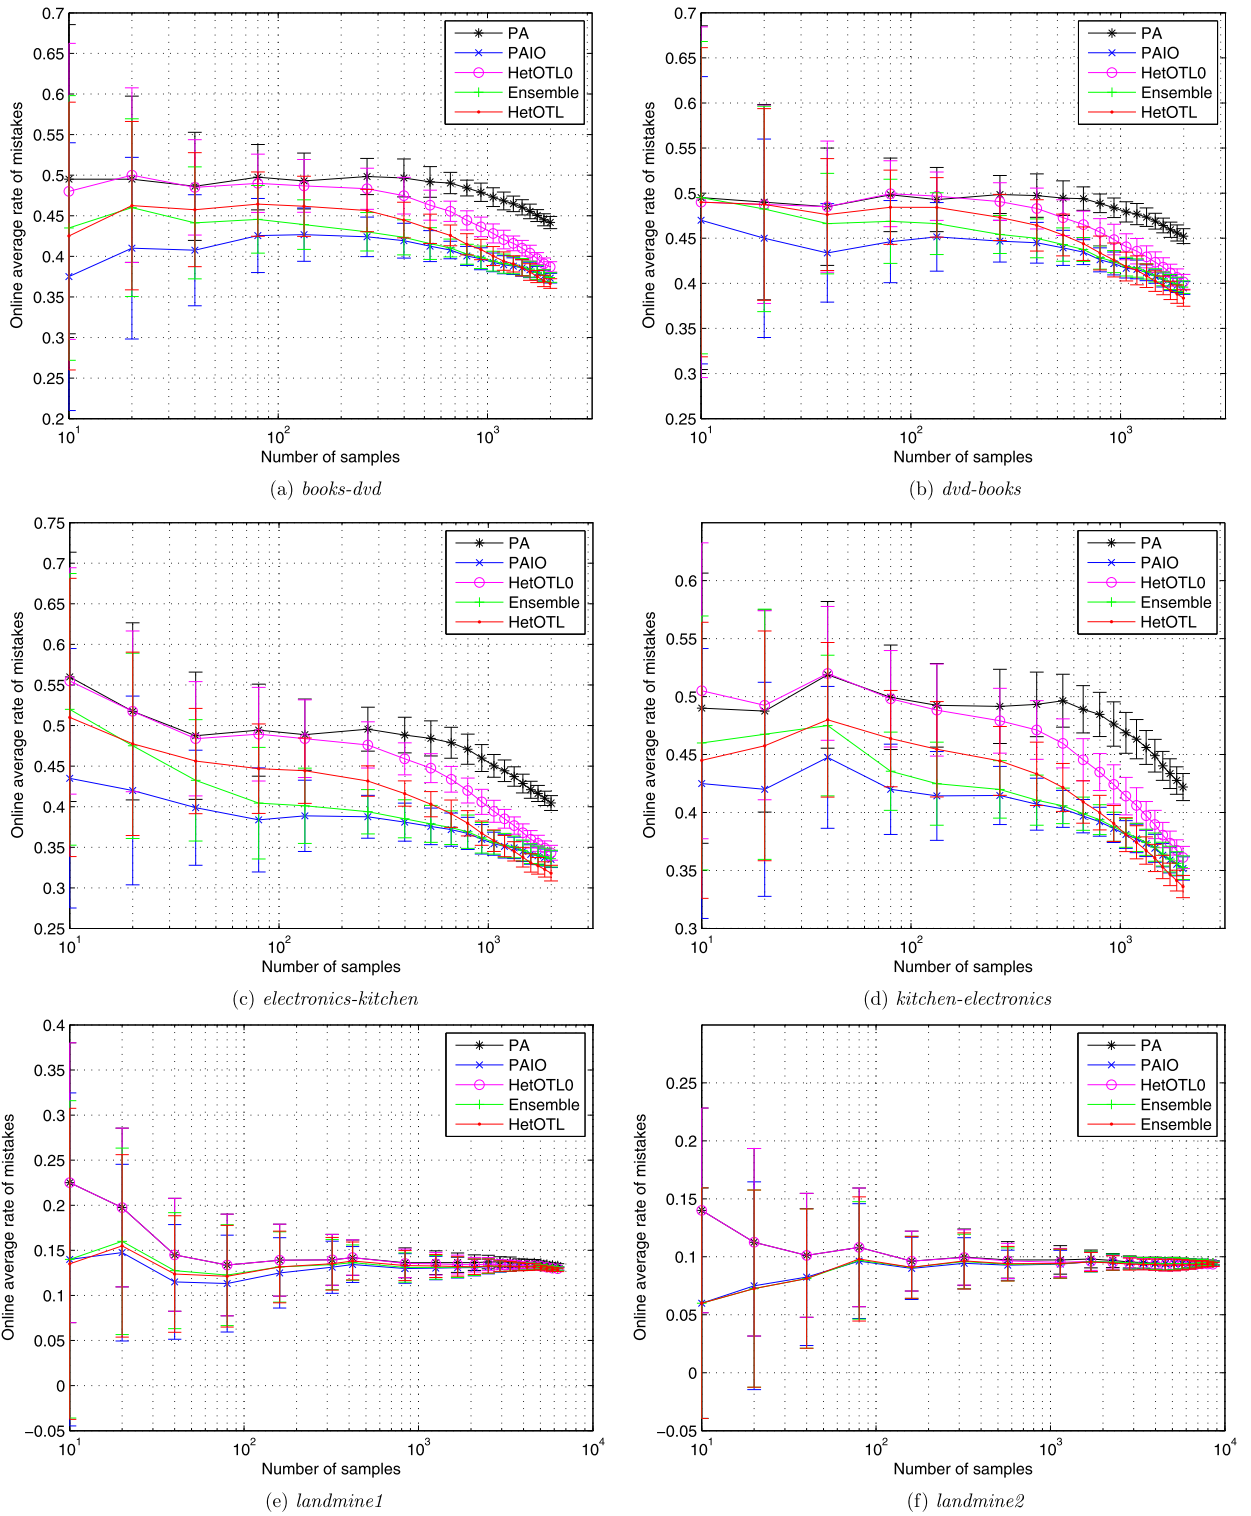 0.7
0.65
0.6
0.55
0.5
0.45
0.4
0.35
0.3
0.25
0.2
Online average rate of mistakes
PA
PAIO
HetOTL0
Ensemble
HetOTL
10^1
10^2
10^3
Number of samples
(a) books-dvd
0.7
0.65
0.6
0.55
0.5
0.45
0.4
0.35
0.3
0.25
Online average rate of mistakes
PA
PAIO
HetOTL0
Ensemble
HetOTL
10^1
10^2
10^3
Number of samples
(b) dvd-books
0.75
0.7
0.65
0.6
0.55
0.5
0.45
0.4
0.35
0.3
0.25
Online average rate of mistakes
PA
PAIO
HetOTL0
Ensemble
HetOTL
10^1
10^2
10^3
Number of samples
(c) electronics-kitchen
0.6
0.55
0.5
0.45
0.4
0.35
0.3
Online average rate of mistakes
PA
PAIO
HetOTL0
Ensemble
HetOTL
10^1
10^2
10^3
Number of samples
(d) kitchen-electronics
0.4
0.35
0.3
0.25
0.2
0.15
0.1
0.05
0
−0.05
Online average rate of mistakes
PA
PAIO
HetOTL0
Ensemble
HetOTL
10^1
10^2
10^3
10^4
Number of samples
(e) landmine1
0.25
0.2
0.15
0.1
0.05
0
−0.05
Online average rate of mistakes
PA
PAIO
HetOTL0
Ensemble
Ensemble
10^1
10^2
10^3
10^4
Number of samples
(f) landmine2